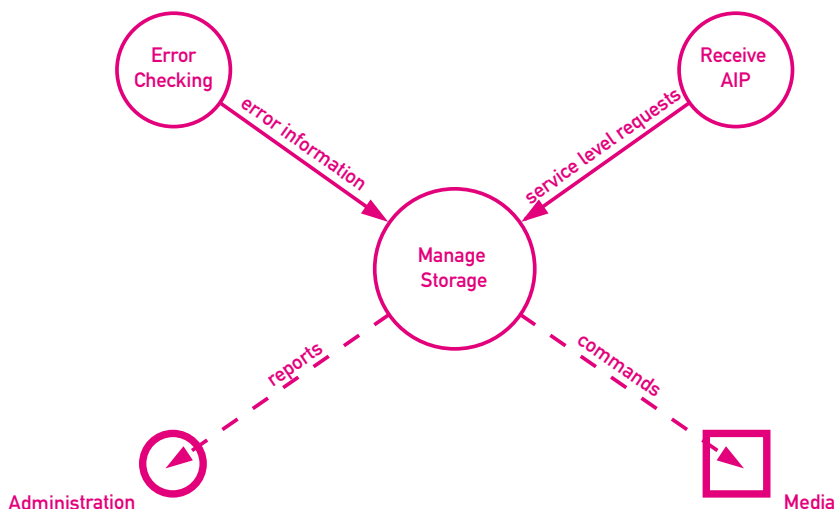 Error
Checking
Receive
AIP
error information
service level requests
Manage
Storage
reports
commands
Administration
Media